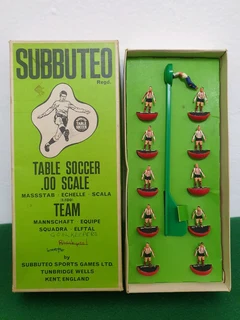 SUBBUTEO
Regd.
TABLE SOCCER
.00 SCALE
MASSSTAB · ECHELLE · SCALA
TEAM
MANNSCHAFT · EQUIPE
SQUADRA · ELFTAL
by
SUBBUTEO SPORTS GAMES LTD.
TUNBRIDGE WELLS
KENT, ENGLAND